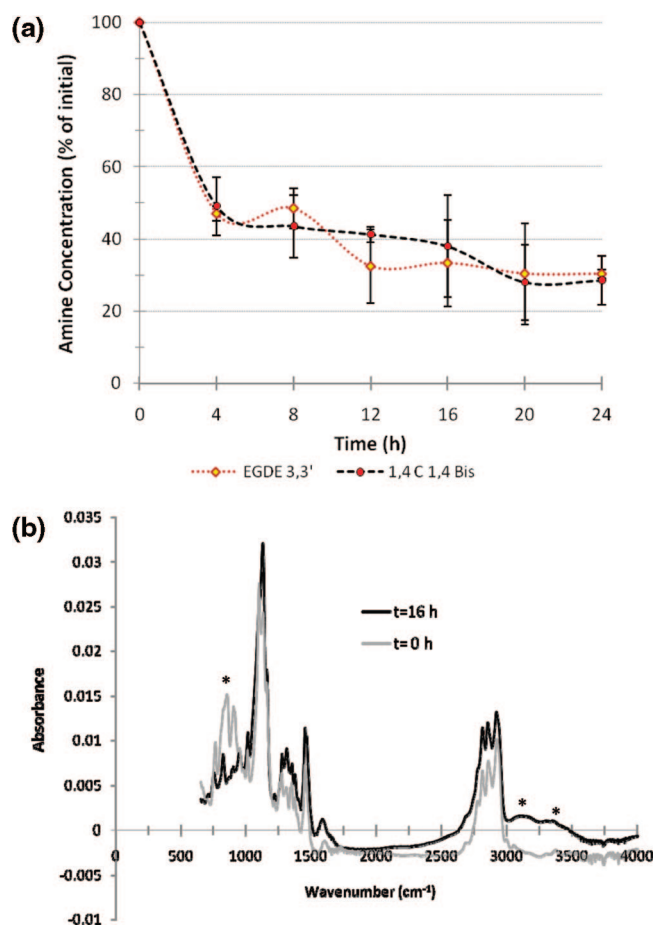 (a)
Amine Concentration (% of initial)
100
80
60
40
20
0
0 4 8 12 16 20 24
Time (h)
EGDE 3,3' 1,4 C 1,4 Bis
(b)
Absorbance
0.035
0.03
0.025
0.02
0.015
0.01
0.005
0
-0.005
-0.01
t=16 h
t= 0 h
*
* *
0 500 1000 1500 2000 2500 3000 3500 4000
Wavenumber (cm⁻¹)